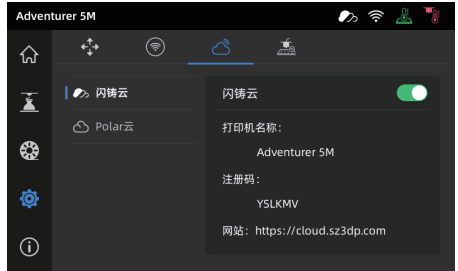 Adventurer 5M
闪铸云
Polar云
闪铸云
打印机名称：
Adventurer 5M
注册码：
YSLKMV
网站：https://cloud.sz3dp.com